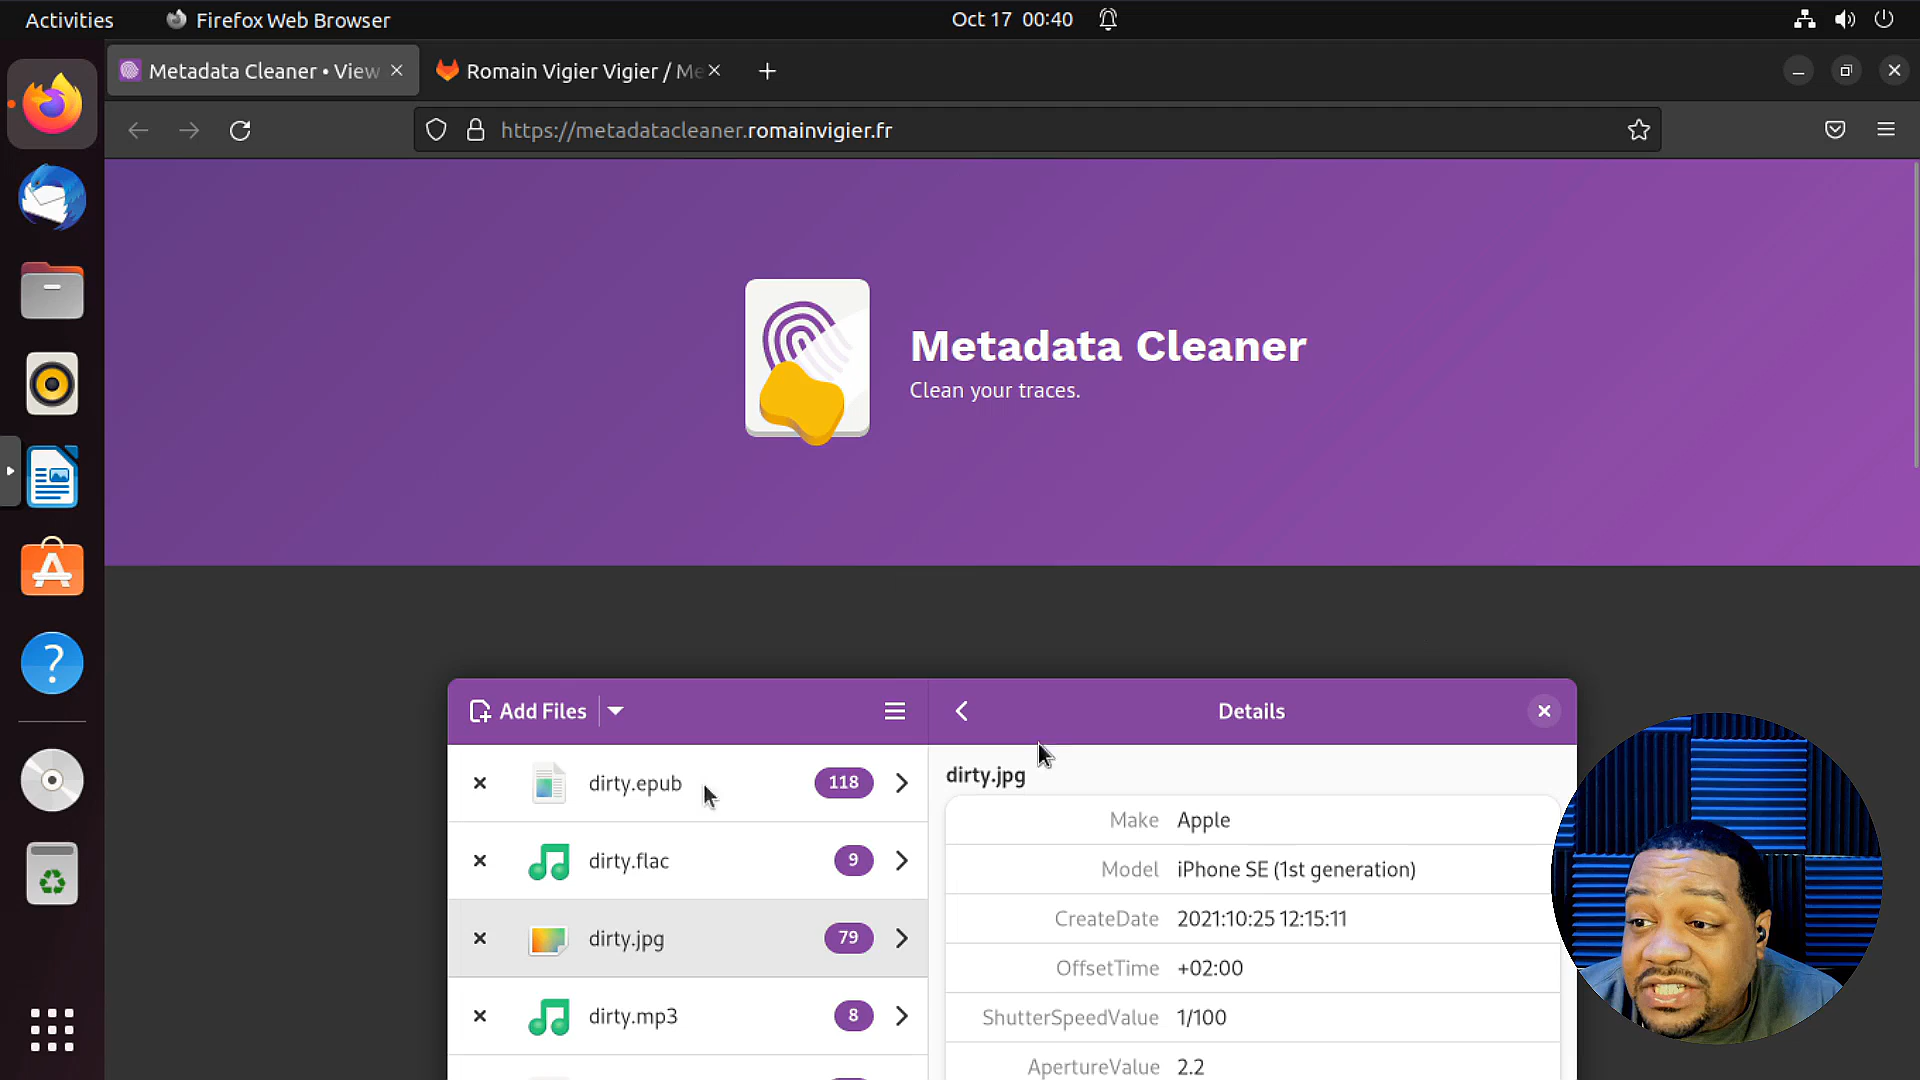 Activities
Firefox Web Browser
Oct 17 00:40
Metadata Cleaner • View
Romain Vigier Vigier / Me
https://metadatacleaner.romainvigier.fr
Metadata Cleaner
Clean your traces.
Add Files
Details
dirty.epub
118
dirty.flac
9
dirty.jpg
79
dirty.mp3
8
dirty.jpg
Make Apple
Model iPhone SE (1st generation)
CreateDate 2021:10:25 12:15:11
OffsetTime +02:00
ShutterSpeedValue 1/100
ApertureValue 2.2